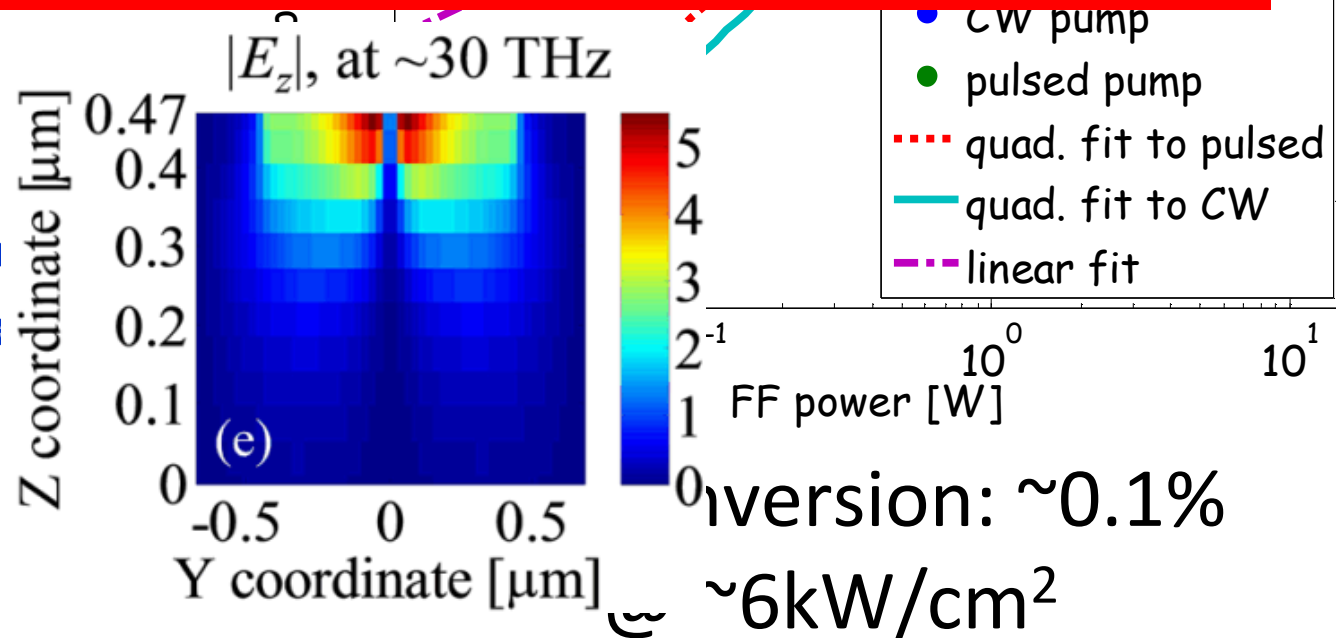 |E_z|, at ~30 THz
Z coordinate [μm]
0.47
0.4
0.3
0.2
0.1
0
-0.5 0 0.5
Y coordinate [μm]
(e)
5
4
3
2
1
0
CW pump
pulsed pump
quad. fit to pulsed
quad. fit to CW
linear fit
-1 10^0 10^1
FF power [W]
nversion: ~0.1%
@ ~6kW/cm²